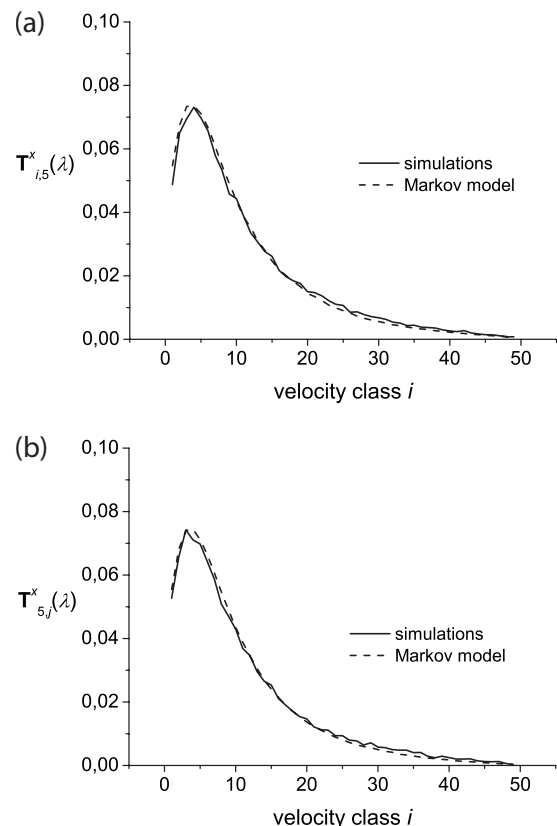 (a)
0,10
0,08
0,06
0,04
0,02
0,00
T^x_{i,5}(λ)
simulations
Markov model
0 10 20 30 40 50
velocity class i
(b)
0,10
0,08
0,06
0,04
0,02
0,00
T^x_{5,j}(λ)
simulations
Markov model
0 10 20 30 40 50
velocity class i